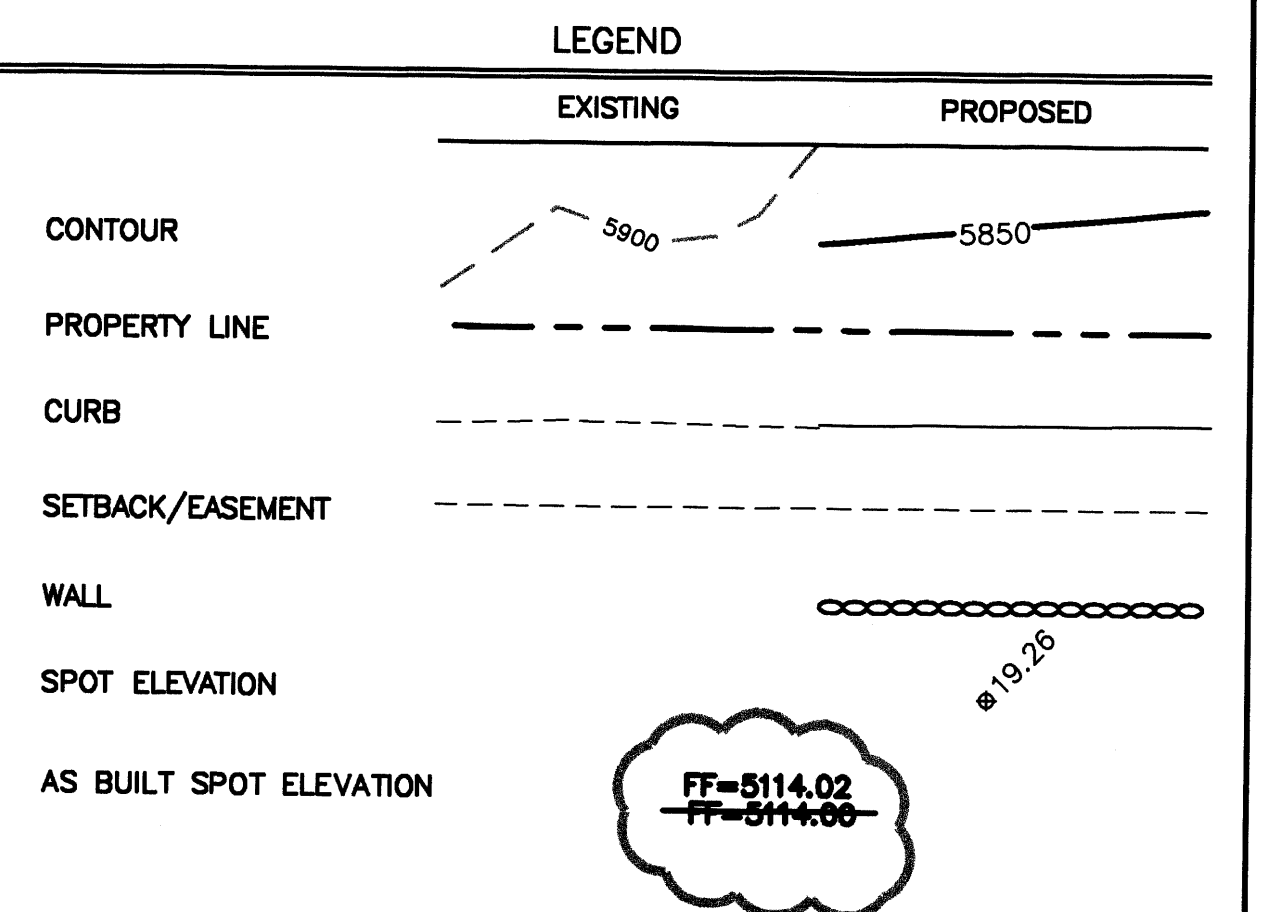 LEGEND
EXISTING PROPOSED
CONTOUR 5900 5850
PROPERTY LINE
CURB
SETBACK/EASEMENT
WALL
SPOT ELEVATION 19.26
AS BUILT SPOT ELEVATION FF=5114.02
FF=5114.00